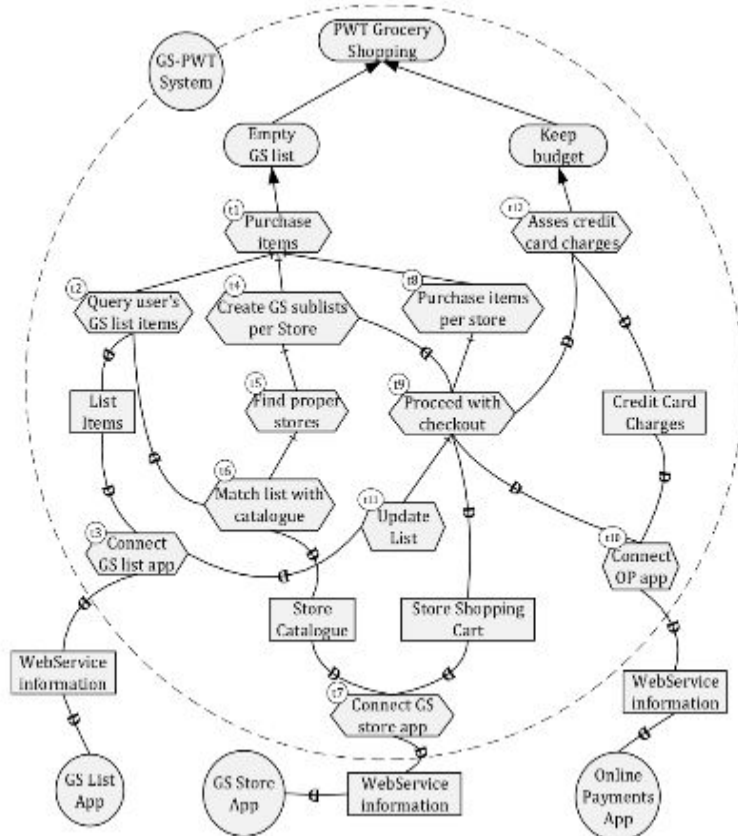 PWT Grocery
Shopping
GS-PWT
System
Empty
GS list
Keep
budget
t1
Purchase
items
t12
Asses credit
card charges
t2
Query user's
GS list items
t4
Create GS sublists
per Store
t8
Purchase items
per store
List
Items
t5
Find proper
stores
t9
Proceed with
checkout
Credit Card
Charges
t6
Match list with
catalogue
t11
Update
List
t3
Connect
GS list app
t10
Connect
OP app
Store
Catalogue
Store Shopping
Cart
WebService
information
t7
Connect GS
store app
WebService
information
GS List
App
GS Store
App
WebService
information
Online
Payments
App